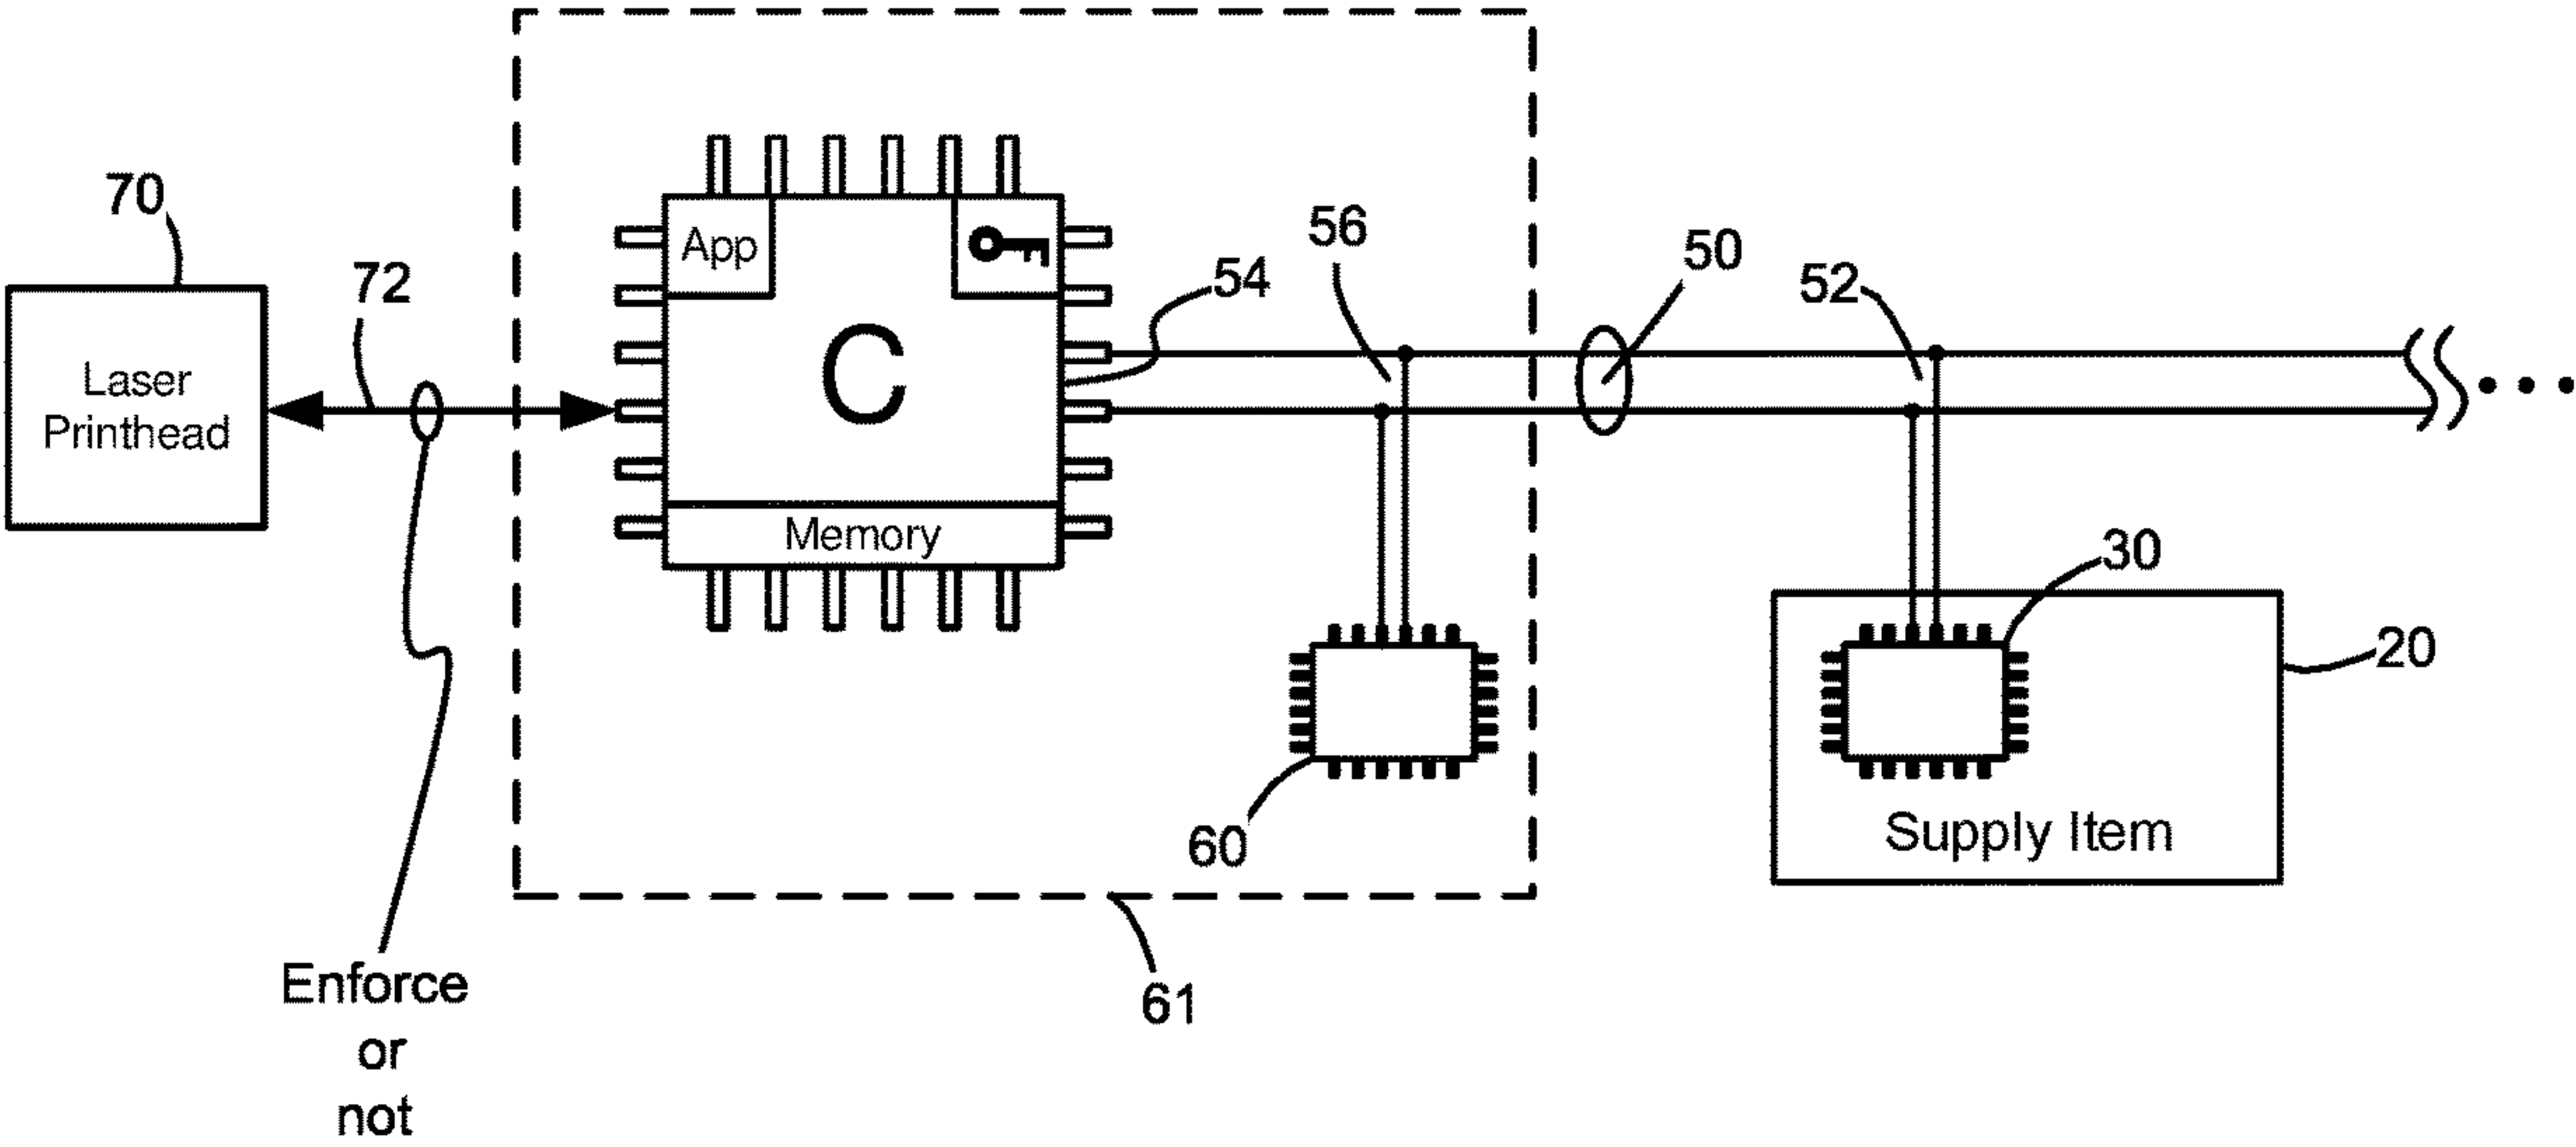 70
72
Laser
Printhead
App
C
Memory
54
56
50
52
30
20
Supply Item
60
61
Enforce
or
not